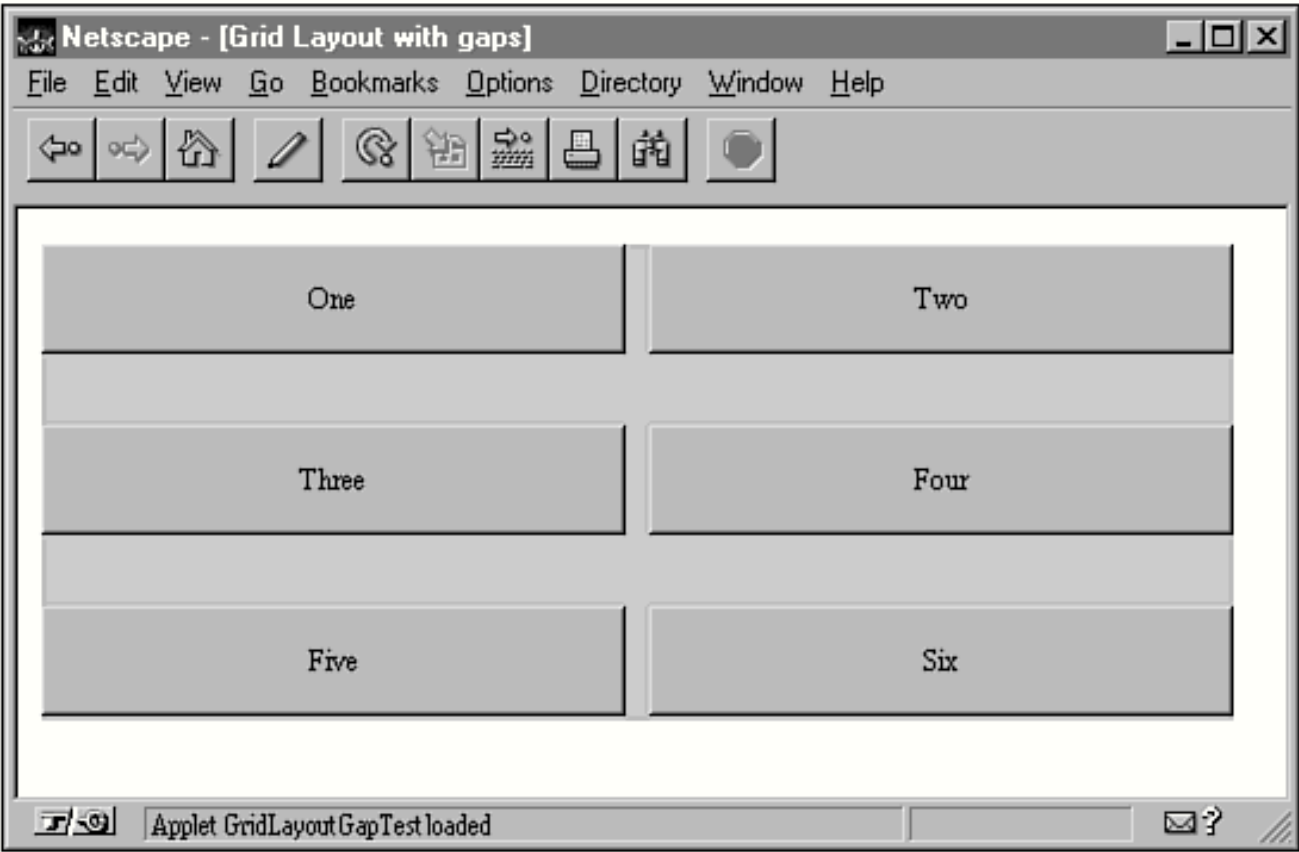 Netscape - [Grid Layout with gaps]
File Edit View Go Bookmarks Options Directory Window Help
One Two
Three Four
Five Six
Applet GridLayoutGapTest loaded
?